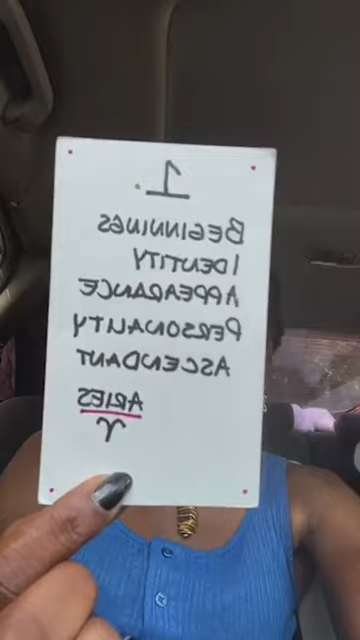 1
BEGINNINGS
IDENTITY
APPEARANCE
PERSONALITY
ASCENDANT
ARIES
♈